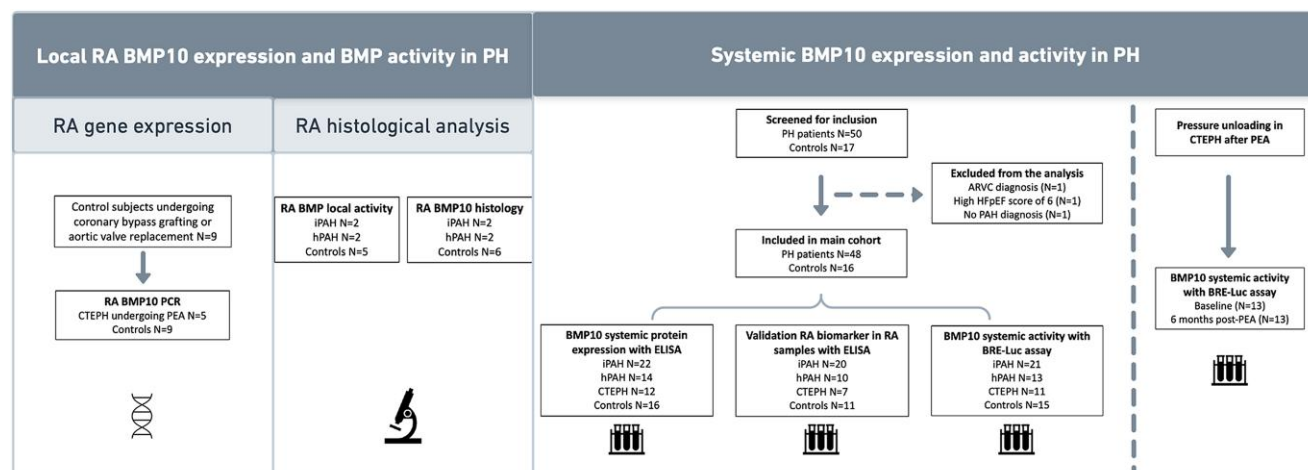 Local RA BMP10 expression and BMP activity in PH
Systemic BMP10 expression and activity in PH
RA gene expression
RA histological analysis
Control subjects undergoing
coronary bypass grafting or
aortic valve replacement N=9
RA BMP10 PCR
CTEPH undergoing PEA N=5
Controls N=9
RA BMP local activity
iPAH N=2
hPAH N=2
Controls N=5
RA BMP10 histology
iPAH N=2
hPAH N=2
Controls N=6
Screened for inclusion
PH patients N=50
Controls N=17
Excluded from the analysis
ARVC diagnosis (N=1)
High HFpEF score of 6 (N=1)
No PAH diagnosis (N=1)
Included in main cohort
PH patients N=48
Controls N=16
BMP10 systemic protein
expression with ELISA
iPAH N=22
hPAH N=14
CTEPH N=12
Controls N=16
Validation RA biomarker in RA
samples with ELISA
iPAH N=20
hPAH N=10
CTEPH N=7
Controls N=11
BMP10 systemic activity with
BRE-Luc assay
iPAH N=21
hPAH N=13
CTEPH N=11
Controls N=15
Pressure unloading in
CTEPH after PEA
BMP10 systemic activity
with BRE-Luc assay
Baseline (N=13)
6 months post-PEA (N=13)